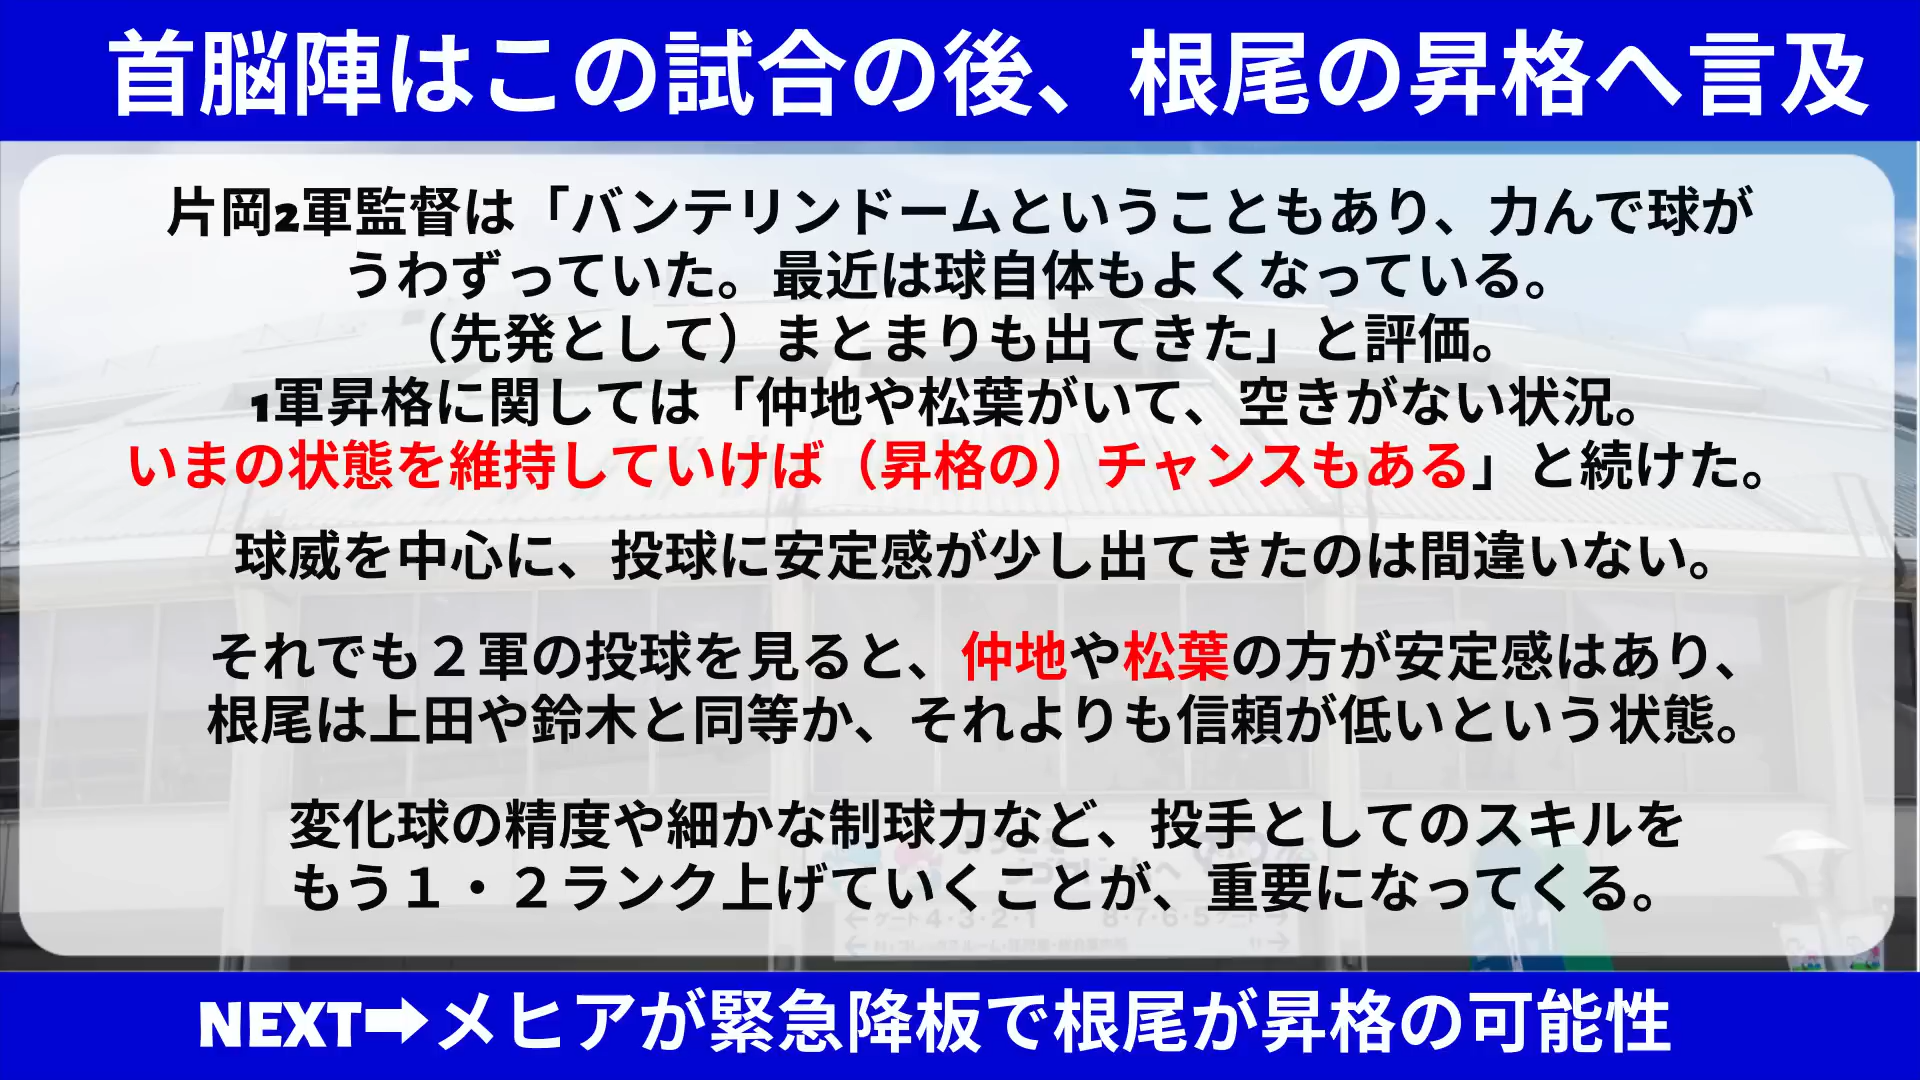 首脳陣はこの試合の後、根尾の昇格へ言及
片岡2軍監督は「バンテリンドームということもあり、力んで球が
うわずっていた。最近は球自体もよくなっている。
（先発として）まとまりも出てきた」と評価。
1軍昇格に関しては「仲地や松葉がいて、空きがない状況。
いまの状態を維持していけば（昇格の）チャンスもある」と続けた。
球威を中心に、投球に安定感が少し出てきたのは間違いない。
それでも２軍の投球を見ると、仲地や松葉の方が安定感はあり、
根尾は上田や鈴木と同等か、それよりも信頼が低いという状態。
変化球の精度や細かな制球力など、投手としてのスキルを
もう１・２ランク上げていくことが、重要になってくる。
←ゲート4・3・2・1 8・7・6・5ゲート→
NEXT➡メヒアが緊急降板で根尾が昇格の可能性